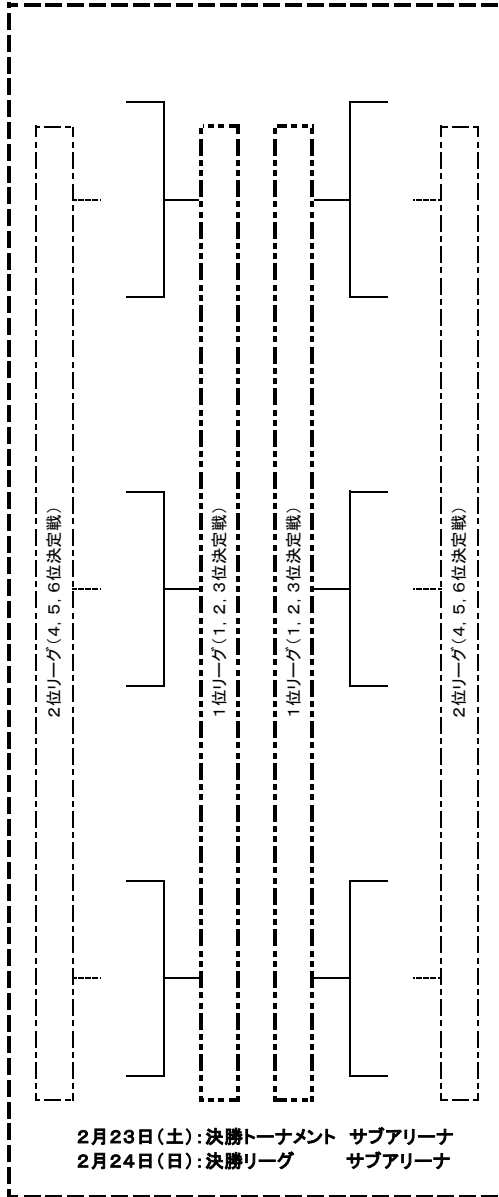 2位リーグ(4, 5, 6位決定戦)
1位リーグ(1, 2, 3位決定戦)
1位リーグ(1, 2, 3位決定戦)
2位リーグ(4, 5, 6位決定戦)
2月23日(土):決勝トーナメント サブアリーナ
2月24日(日):決勝リーグ サブアリーナ